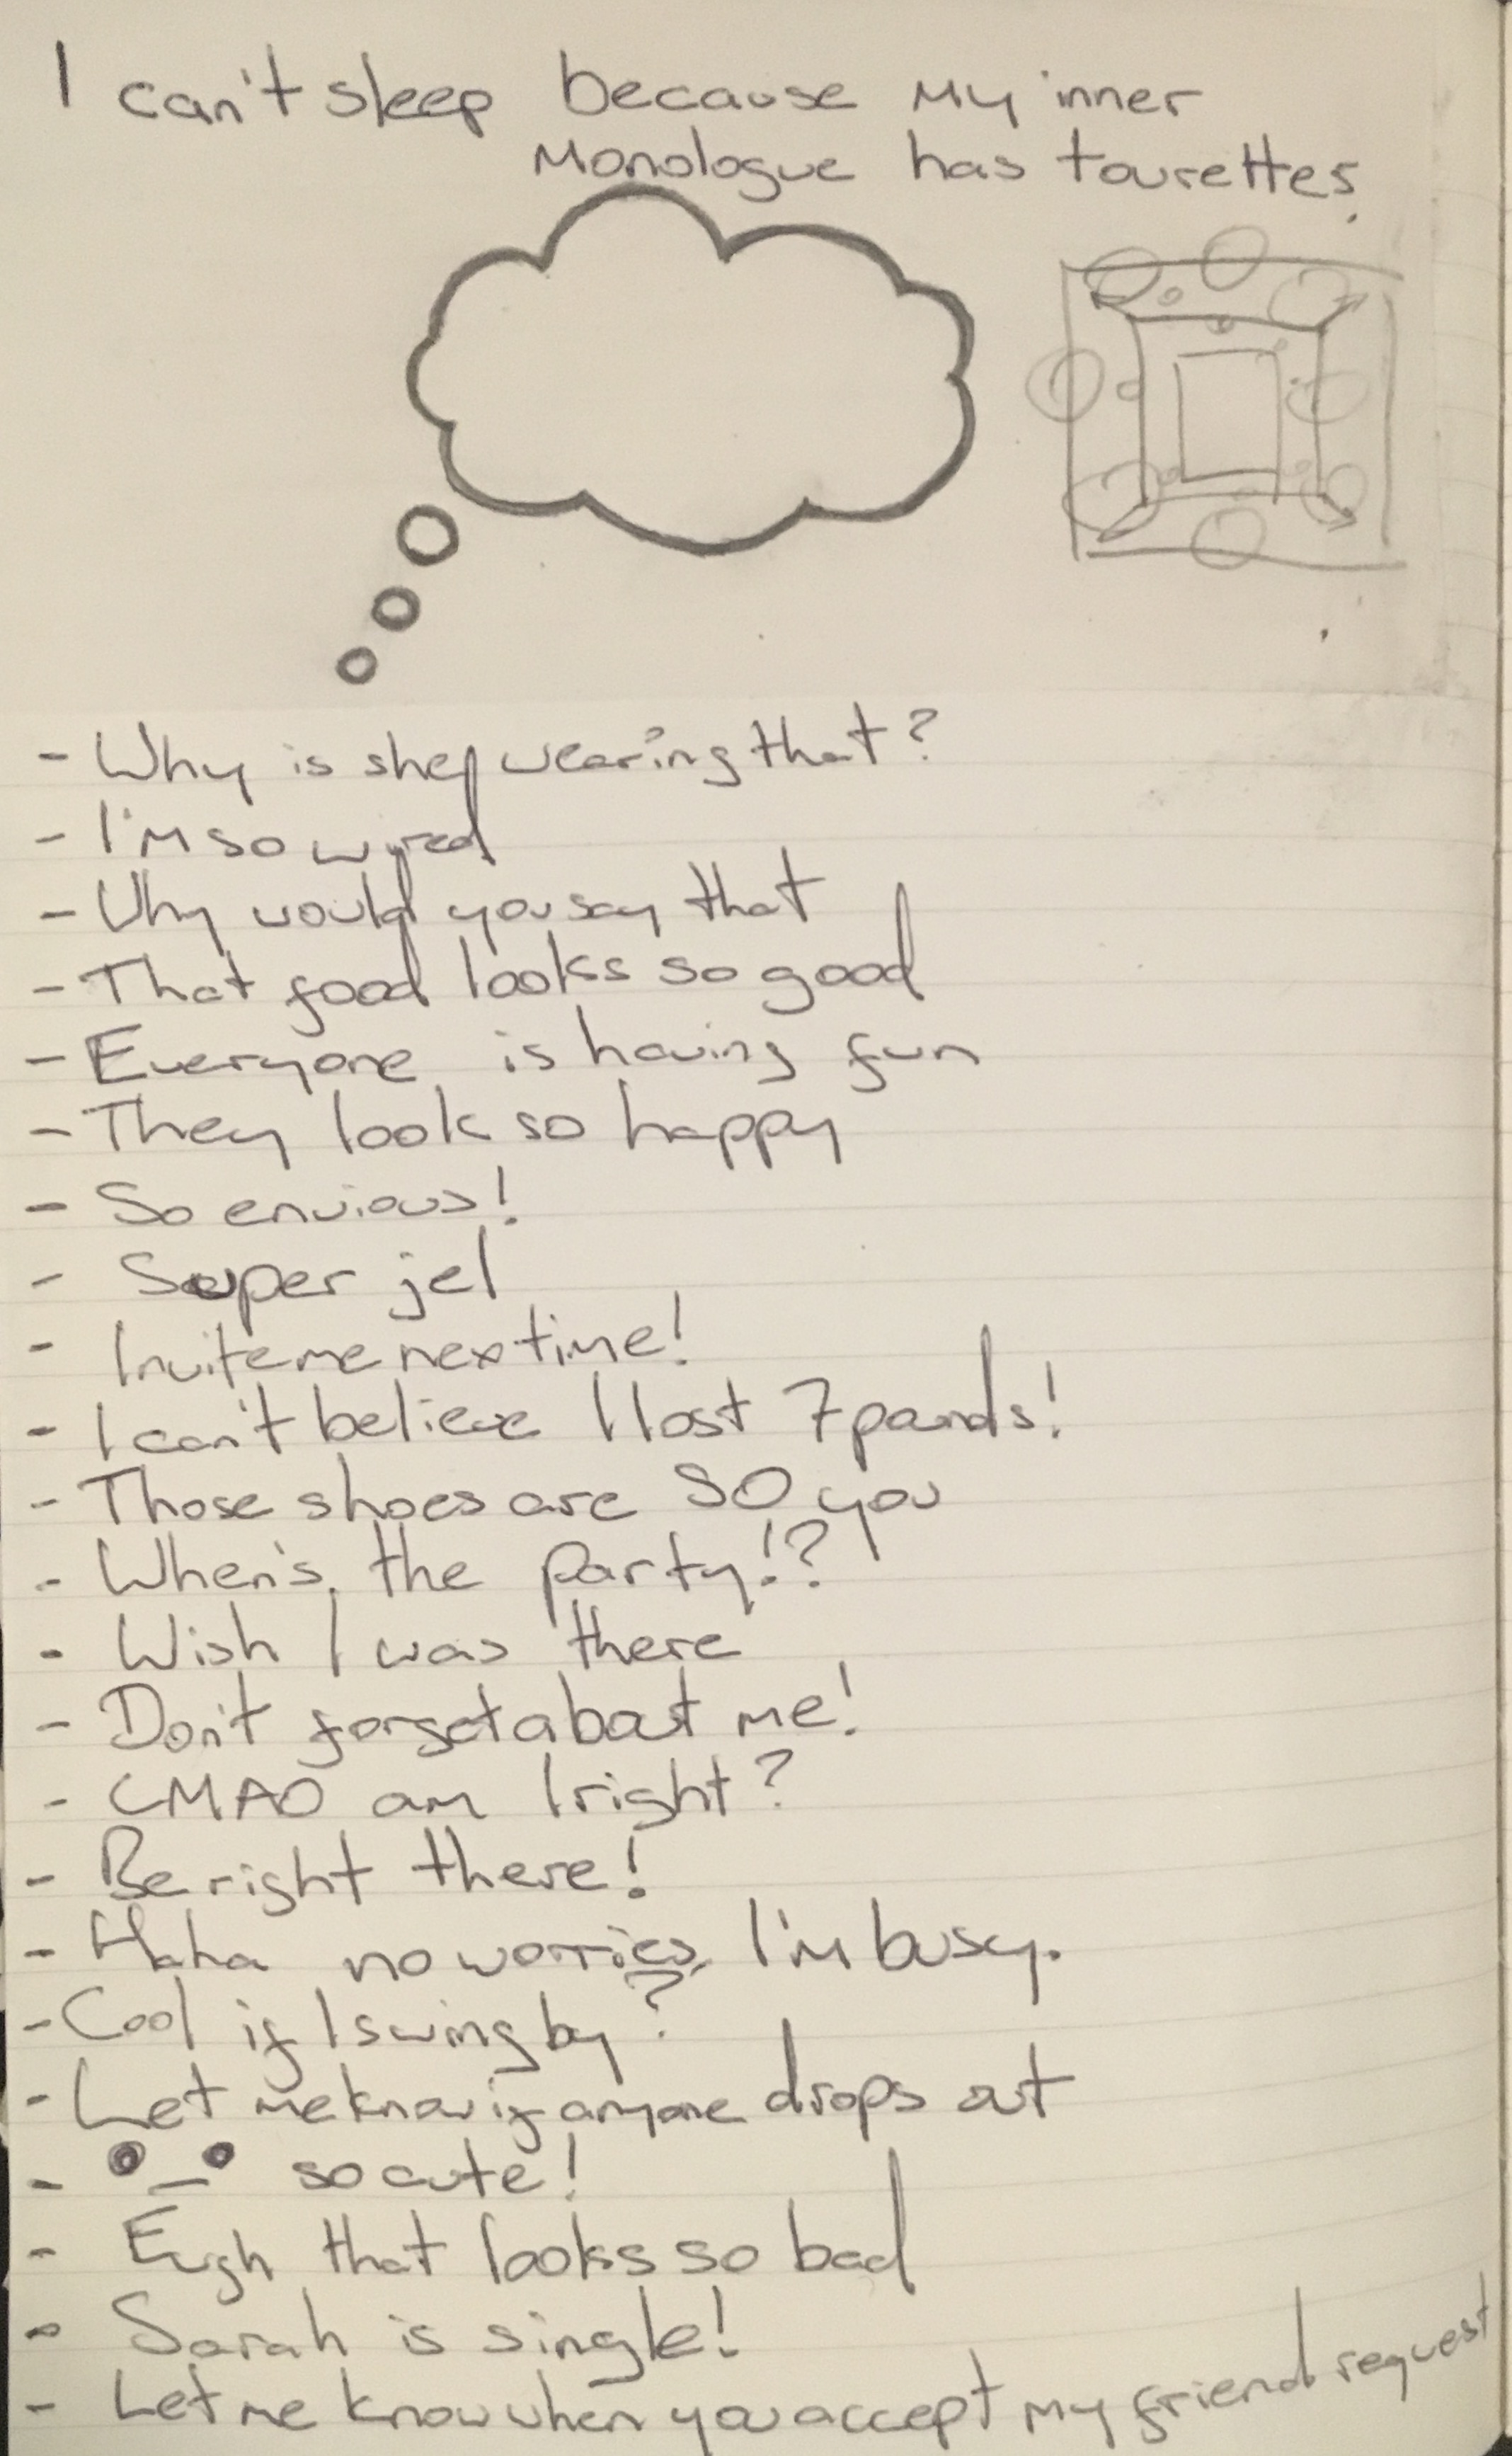 I can't sleep because my inner
monologue has tourettes.
- Why is she wearing that?
- I'm so wyred
- Why would you say that
- That food looks so good
- Everyone is having fun
- They look so happy
- So envious!
- Super jel
- Invite me nex time!
- I can't believe I lost 7 pounds!
- Those shoes are SO you
- When's the party!?
- Wish I was there
- Don't forget about me!
- LMAO am I right?
- Be right there!
- Haha no worries, I'm busy.
- Cool if I swing by?
- Let me know if anyone drops out
- •_• so cute!
- Eugh that looks so bad
- Sarah is single!
- Let me know when you accept my friend request